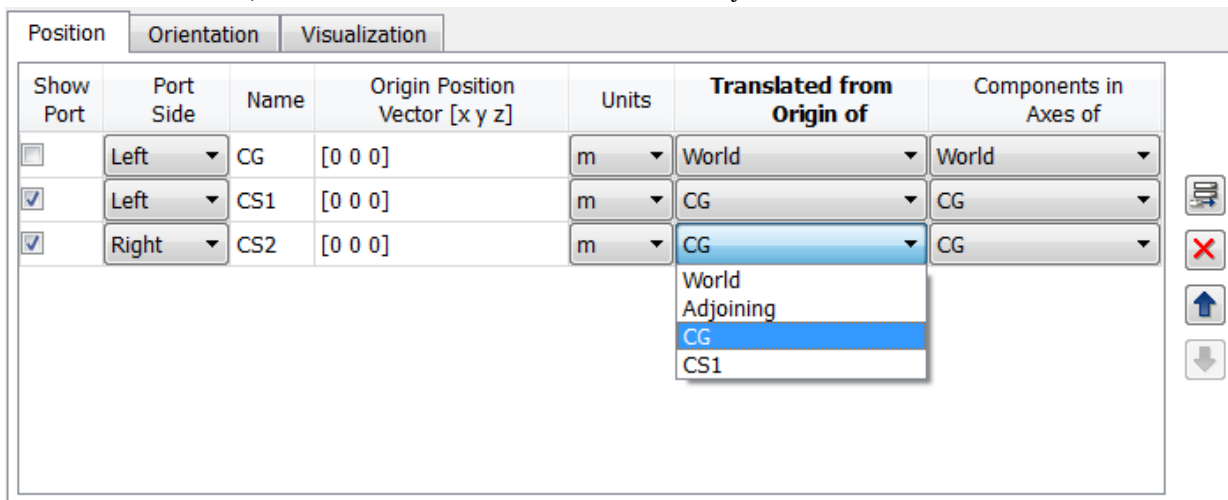 Position Orientation Visualization
Show Port Port Side Name Origin Position Vector [x y z] Units Translated from Origin of Components in Axes of
Left CG [0 0 0] m World World
Left CS1 [0 0 0] m CG CG
Right CS2 [0 0 0] m CG CG
World
Adjoining
CG
CS1